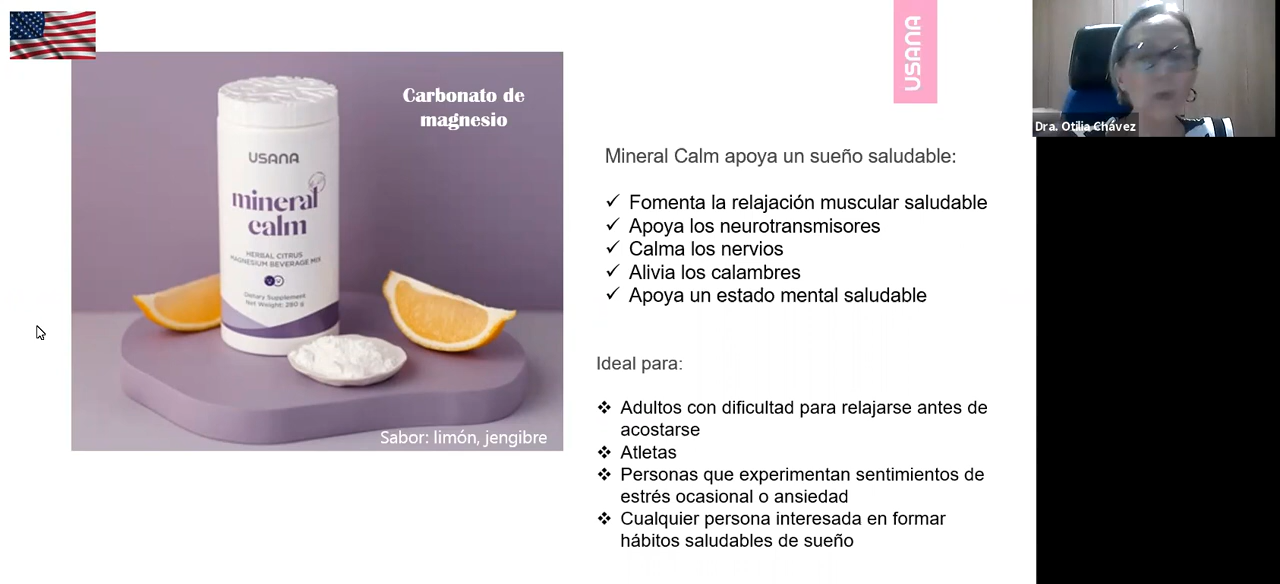 USANA
Carbonato de
magnesio
USANA
mineral
calm
HERBAL CITRUS
MAGNESIUM BEVERAGE MIX
Dietary Supplement
Net Weight: 280 g
Sabor: limón, jengibre
Mineral Calm apoya un sueño saludable:
✓ Fomenta la relajación muscular saludable
✓ Apoya los neurotransmisores
✓ Calma los nervios
✓ Alivia los calambres
✓ Apoya un estado mental saludable
Ideal para:
❖ Adultos con dificultad para relajarse antes de
acostarse
❖ Atletas
❖ Personas que experimentan sentimientos de
estrés ocasional o ansiedad
❖ Cualquier persona interesada en formar
hábitos saludables de sueño
Dra. Otilia Chávez